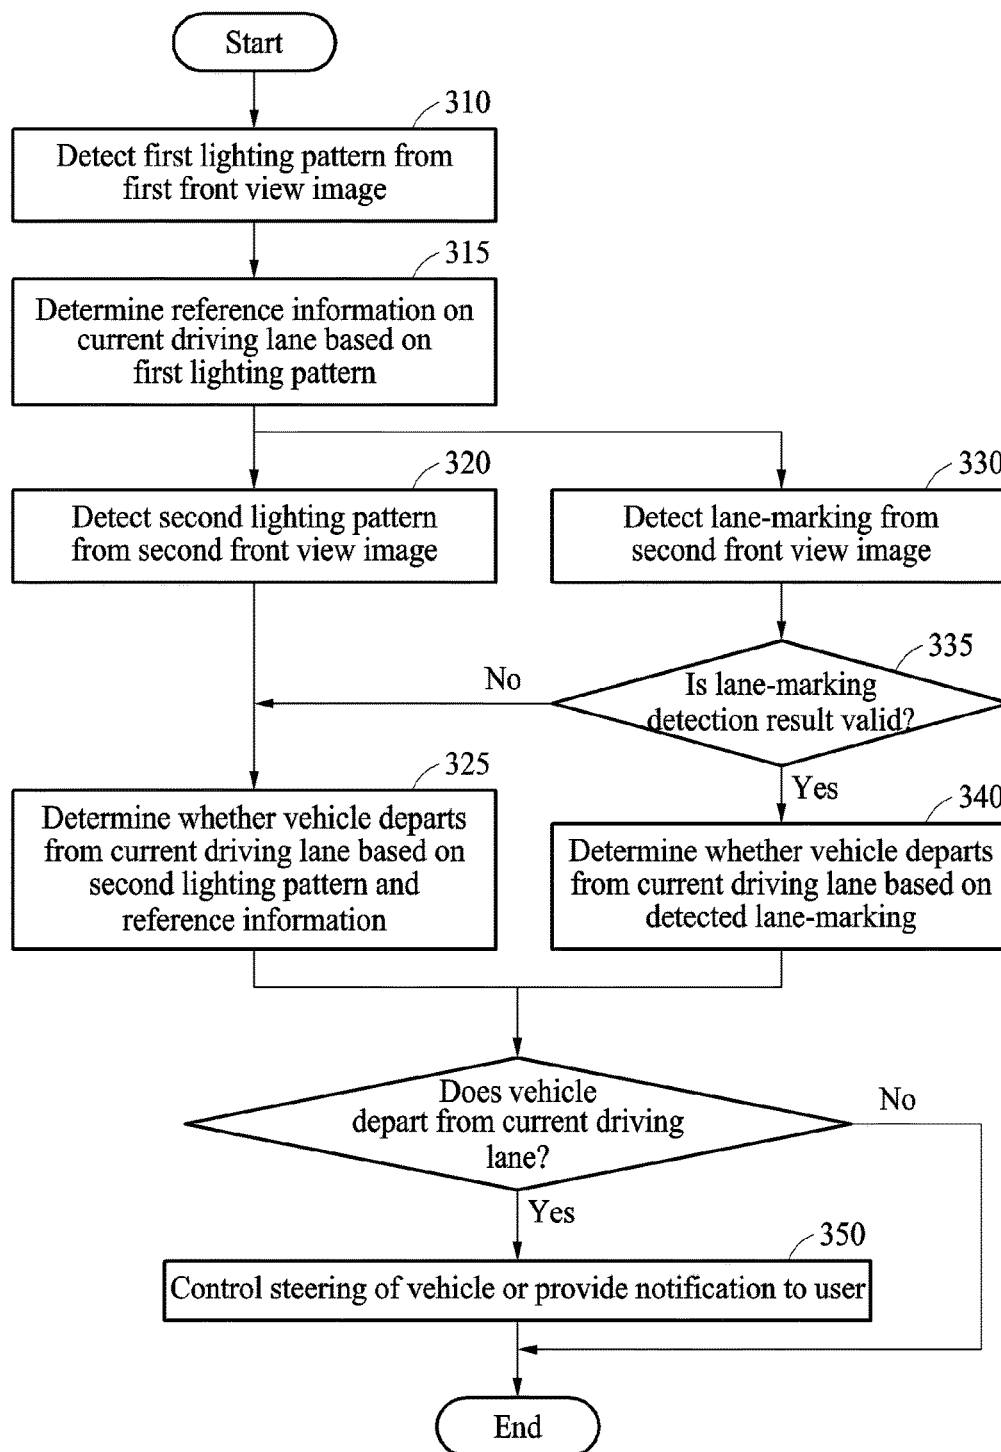 Start
310
Detect first lighting pattern from
first front view image
315
Determine reference information on
current driving lane based on
first lighting pattern
320
Detect second lighting pattern
from second front view image
330
Detect lane-marking from
second front view image
335
Is lane-marking
detection result valid?
No
Yes
325
Determine whether vehicle departs
from current driving lane based on
second lighting pattern and
reference information
340
Determine whether vehicle departs
from current driving lane based on
detected lane-marking
Does vehicle
depart from current driving
lane?
No
Yes
350
Control steering of vehicle or provide notification to user
End